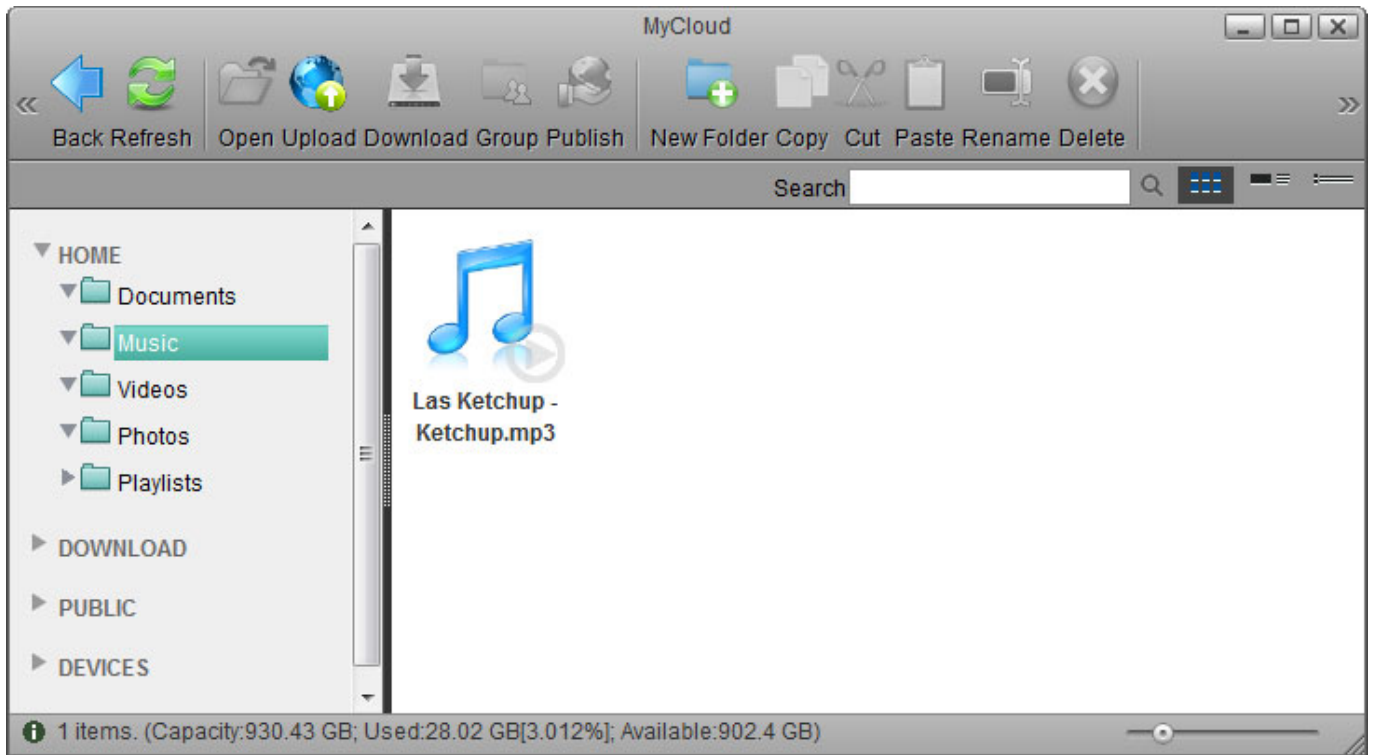 MyCloud
Back Refresh Open Upload Download Group Publish New Folder Copy Cut Paste Rename Delete
Search
HOME
Documents
Music
Videos
Photos
Playlists
DOWNLOAD
PUBLIC
DEVICES
Las Ketchup -
Ketchup.mp3
1 items. (Capacity:930.43 GB; Used:28.02 GB[3.012%]; Available:902.4 GB)